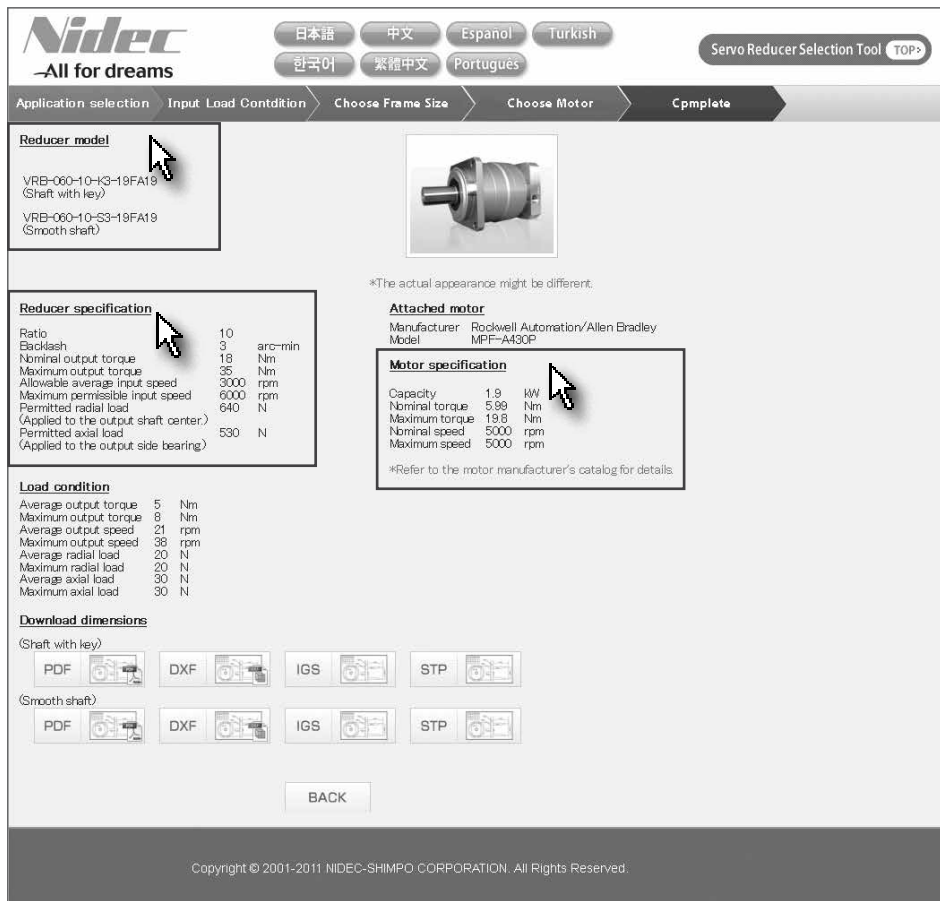 Nidec
-All for dreams
日本語 中文 Español Turkish
한국어 繁體中文 Português
Servo Reducer Selection Tool TOP>
Application selection Input Load Contdition Choose Frame Size Choose Motor Cpmplete
Reducer model
VRB-060-10-K3-19FA19
(Shaft with key)
VRB-060-10-S3-19FA19
(Smooth shaft)
*The actual appearance might be different.
Reducer specification
Ratio 10
Backlash 3 arc-min
Nominal output torque 18 Nm
Maximum output torque 35 Nm
Allowable average input speed 3000 rpm
Maximum permissible input speed 6000 rpm
Permitted radial load 640 N
(Applied to the output shaft center.)
Permitted axial load 530 N
(Applied to the output side bearing.)
Attached motor
Manufacturer Rockwell Automation/Allen Bradley
Model MPF-A430P
Motor specification
Capacity 1.9 kW
Nominal torque 5.99 Nm
Maximum torque 19.8 Nm
Nominal speed 5000 rpm
Maximum speed 5000 rpm
*Refer to the motor manufacturer's catalog for details.
Load condition
Average output torque 5 Nm
Maximum output torque 8 Nm
Average output speed 21 rpm
Maximum output speed 38 rpm
Average radial load 20 N
Maximum radial load 20 N
Average axial load 30 N
Maximum axial load 30 N
Download dimensions
(Shaft with key)
PDF DXF IGS STP
(Smooth shaft)
PDF DXF IGS STP
BACK
Copyright © 2001-2011 NIDEC-SHIMPO CORPORATION. All Rights Reserved.